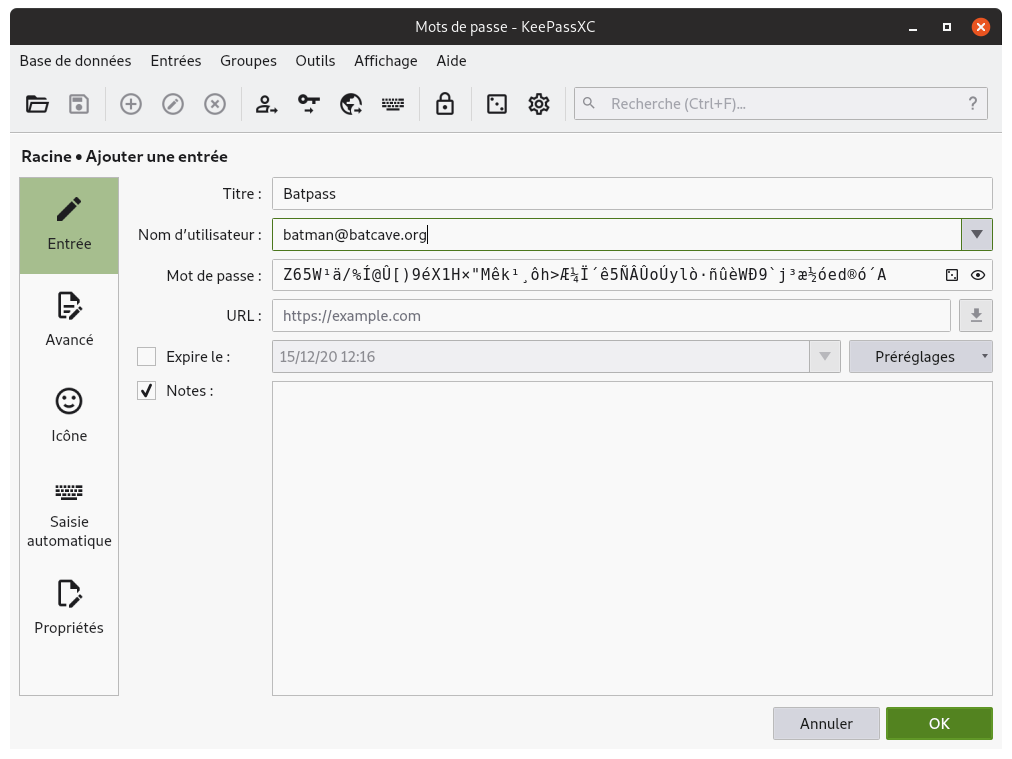 Mots de passe - KeePassXC
Base de données Entrées Groupes Outils Affichage Aide
Recherche (Ctrl+F)... ?
Racine • Ajouter une entrée
Entrée
Avancé
Icône
Saisie
automatique
Propriétés
Titre : Batpass
Nom d’utilisateur : batman@batcave.org
Mot de passe : Z65W¹ä/%Í@Û[)9éX1H×"Mêk¹¸ôh>Æ¼Ï´ê5ÑÂÛoÚylò·ñûèWÐ9`j³æ½óed®ó´A
URL : https://example.com
Expire le : 15/12/20 12:16 Préréglages
Notes :
Annuler OK